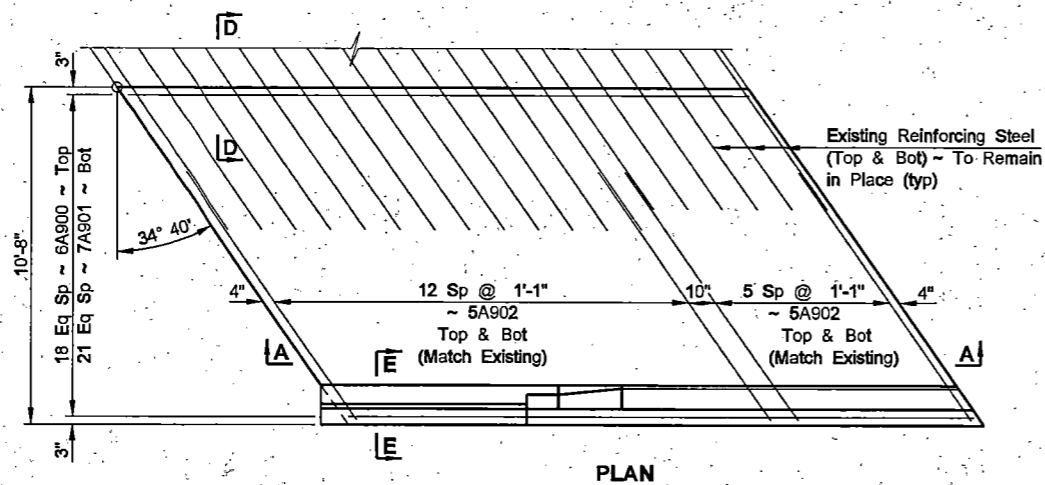 D
3"
D
Existing Reinforcing Steel
(Top & Bot) ~ To Remain
in Place (typ)
10'-8"
18 Eq Sp ~ 6A900 ~ Top
21 Eq Sp ~ 7A901 ~ Bot
34° 40'
4"
12 Sp @ 1'-1"
~ 5A902
Top & Bot
(Match Existing)
10"
5 Sp @ 1'-1"
~ 5A902
Top & Bot
(Match Existing)
4"
A
E
A
3"
E
PLAN